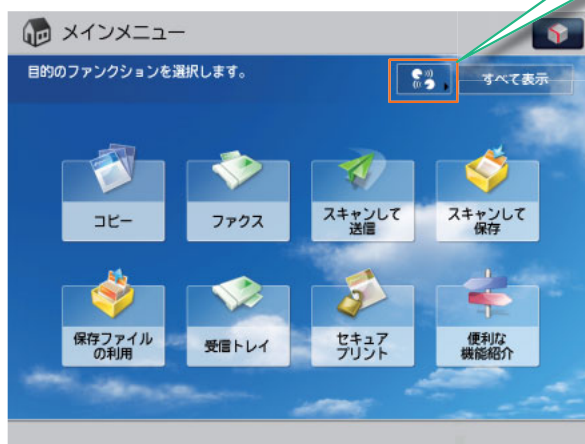 メインメニュー
目的のファンクションを選択します。
すべて表示
コピー
ファクス
スキャンして
送信
スキャンして
保存
保存ファイル
の利用
受信トレイ
セキュア
プリント
便利な
機能紹介